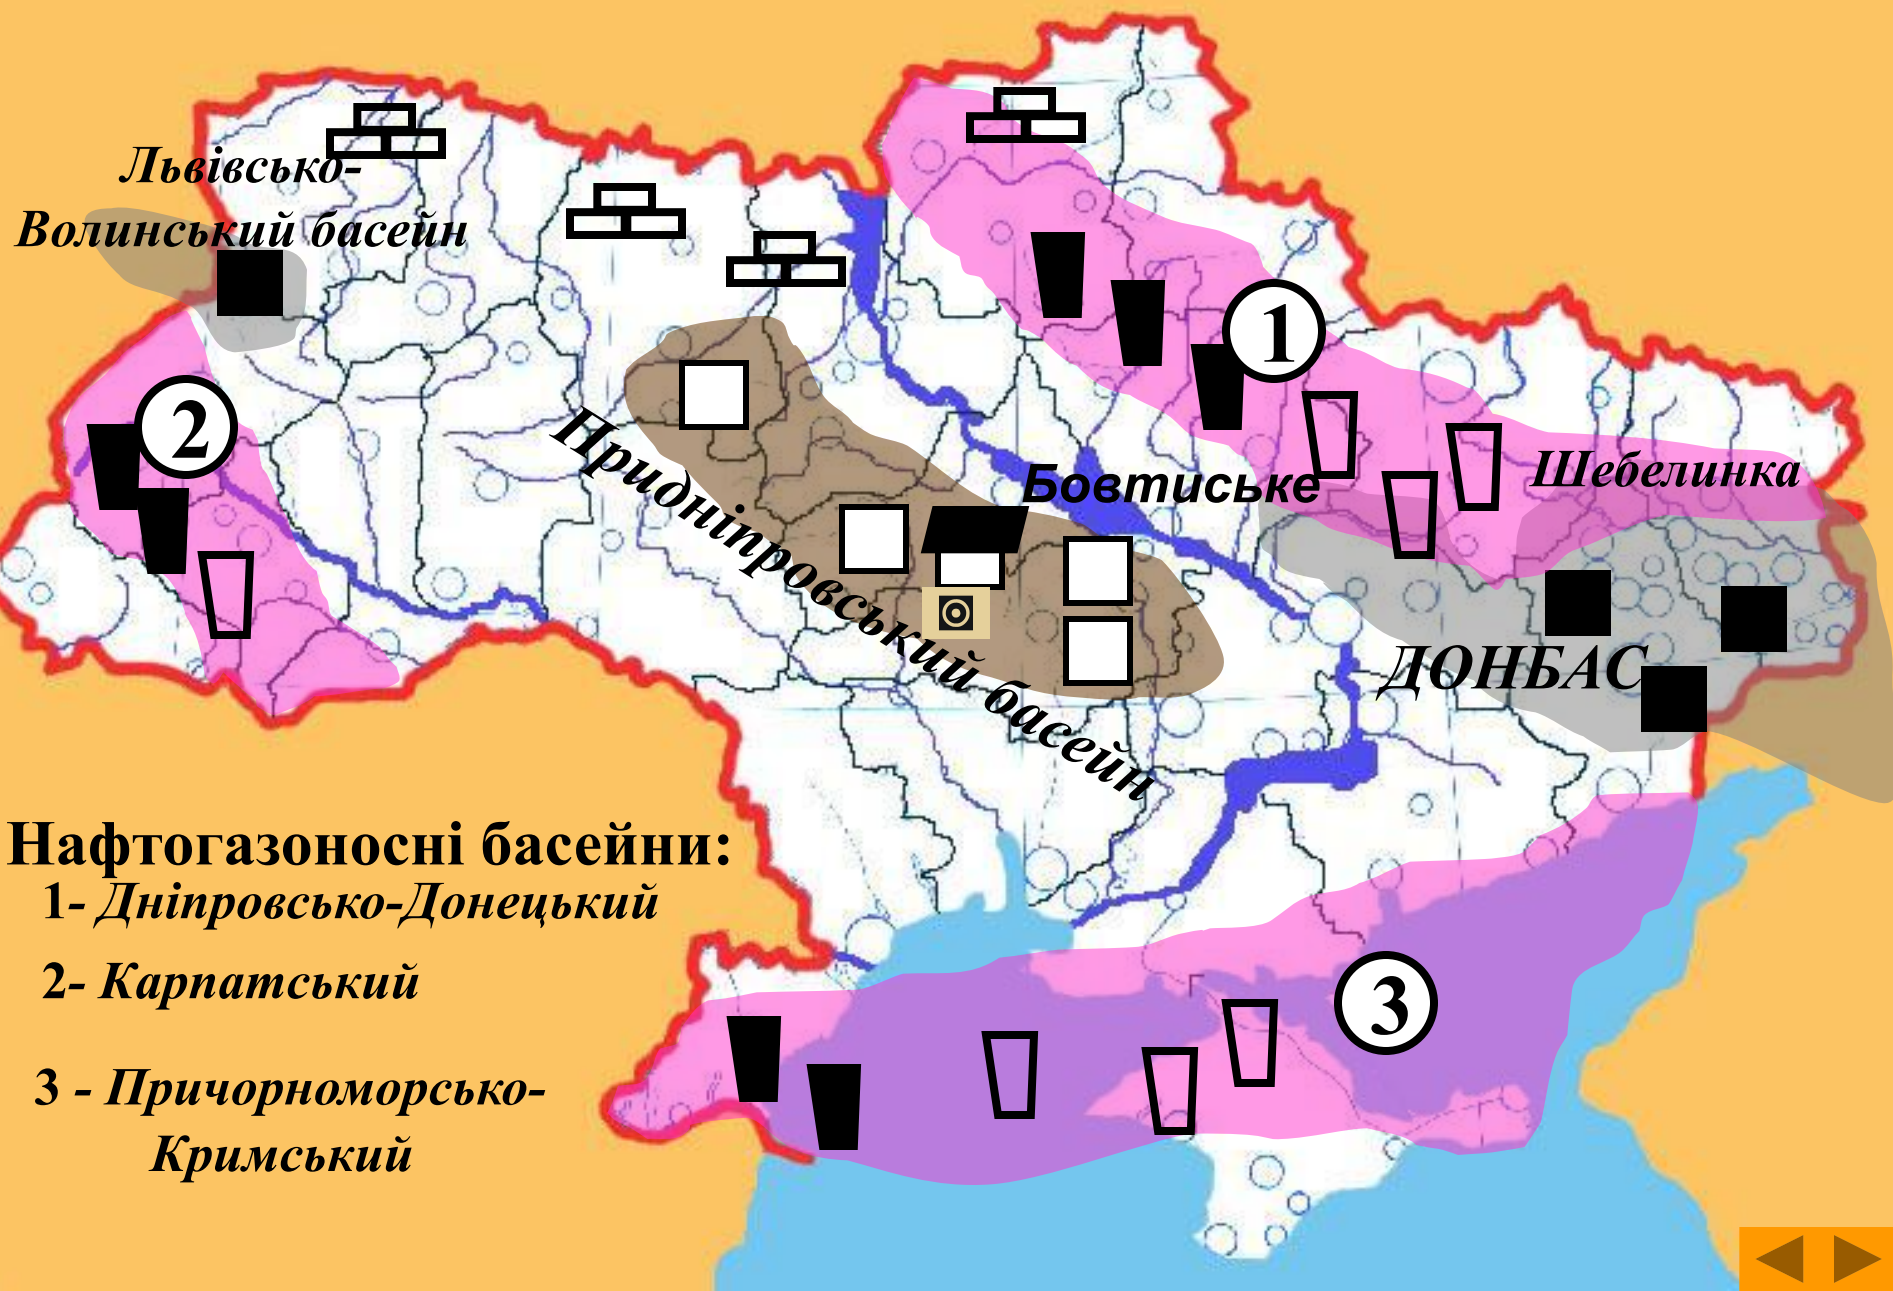 Львівсько-
Волинський басейн
1
2
Придніпровський басейн
Бовтиське
Шебелинка
ДОНБАС
Нафтогазоносні басейни:
1- Дніпровсько-Донецький
2- Карпатський
3
3 - Причорноморсько-
Кримський